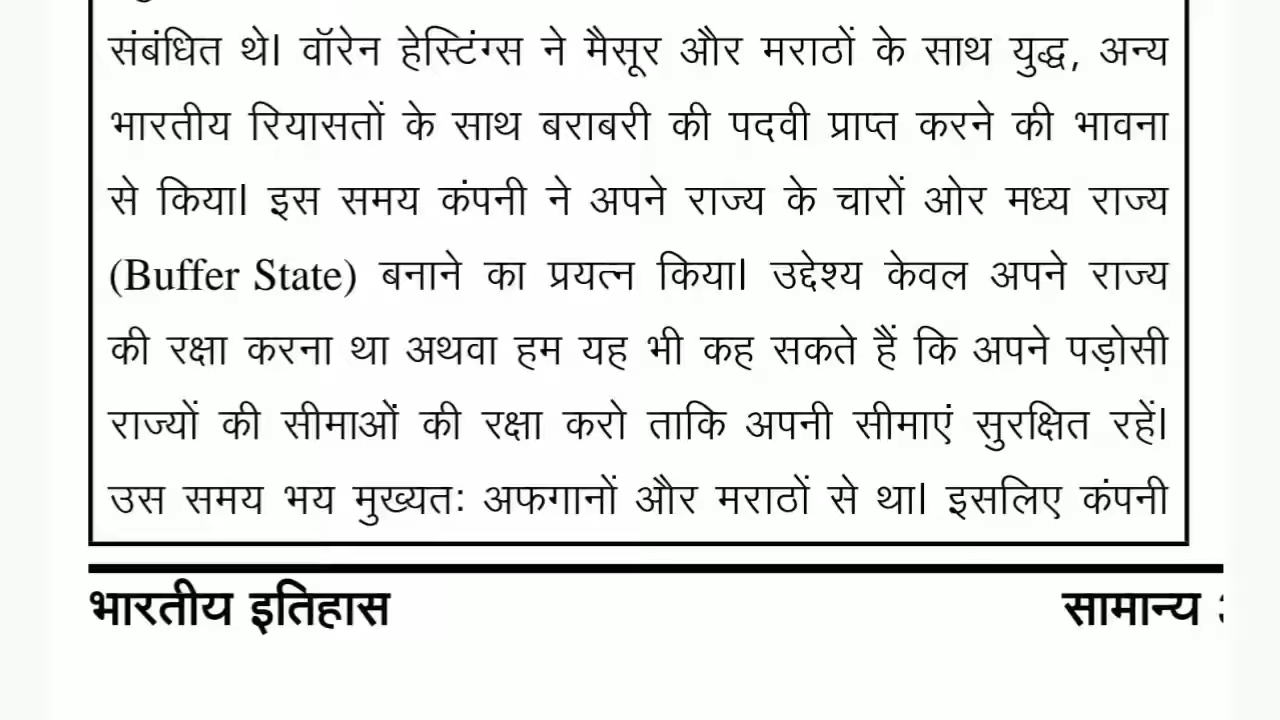 संबंधित थे। वॉरेन हेस्टिंग्स ने मैसूर और मराठों के साथ युद्ध, अन्य
भारतीय रियासतों के साथ बराबरी की पदवी प्राप्त करने की भावना
से किया। इस समय कंपनी ने अपने राज्य के चारों ओर मध्य राज्य
(Buffer State) बनाने का प्रयत्न किया। उद्देश्य केवल अपने राज्य
की रक्षा करना था अथवा हम यह भी कह सकते हैं कि अपने पड़ोसी
राज्यों की सीमाओं की रक्षा करो ताकि अपनी सीमाएं सुरक्षित रहें।
उस समय भय मुख्यतः अफगानों और मराठों से था। इसलिए कंपनी
भारतीय इतिहास सामान्य